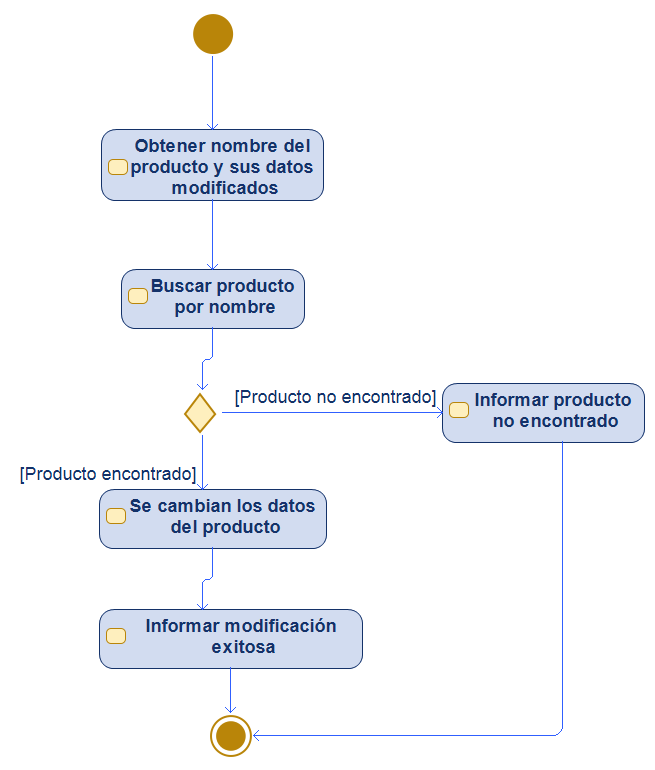 Obtener nombre del
producto y sus datos
modificados
Buscar producto
por nombre
[Producto no encontrado]
Informar producto
no encontrado
[Producto encontrado]
Se cambian los datos
del producto
Informar modificación
exitosa